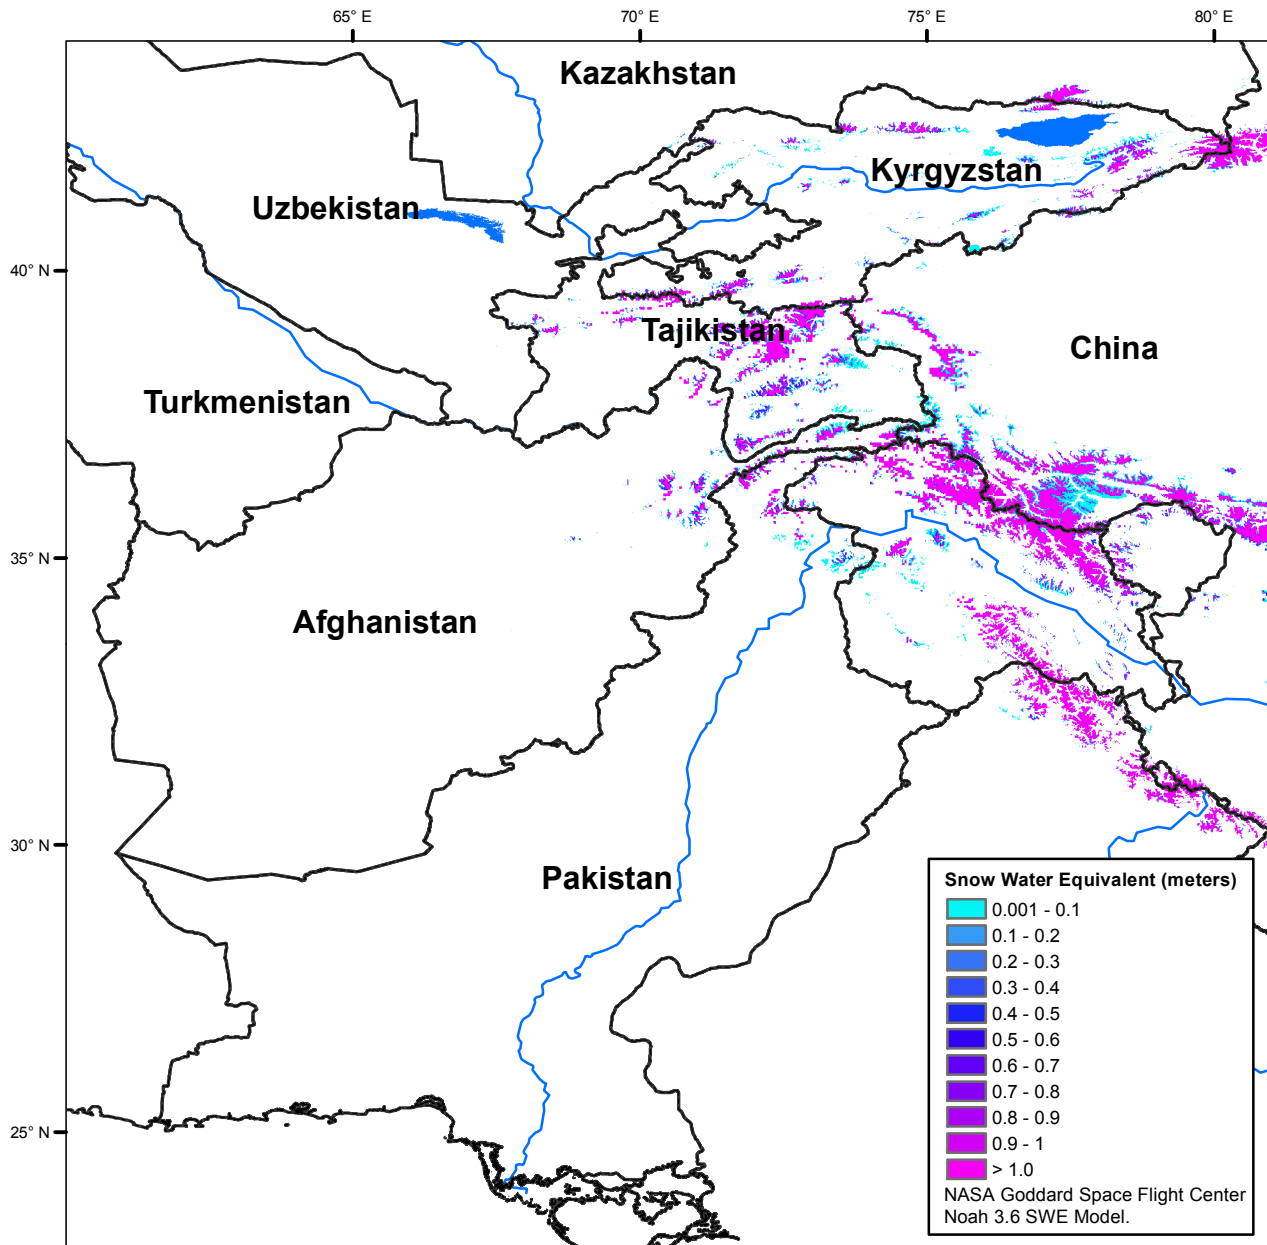 65° E
70° E
75° E
80° E
Kazakhstan
Kyrgyzstan
Uzbekistan
40° N
Tajikistan
China
Turkmenistan
35° N
Afghanistan
30° N
Pakistan
25° N
Snow Water Equivalent (meters)
0.001 - 0.1
0.1 - 0.2
0.2 - 0.3
0.3 - 0.4
0.4 - 0.5
0.5 - 0.6
0.6 - 0.7
0.7 - 0.8
0.8 - 0.9
0.9 - 1
> 1.0
NASA Goddard Space Flight Center
Noah 3.6 SWE Model.